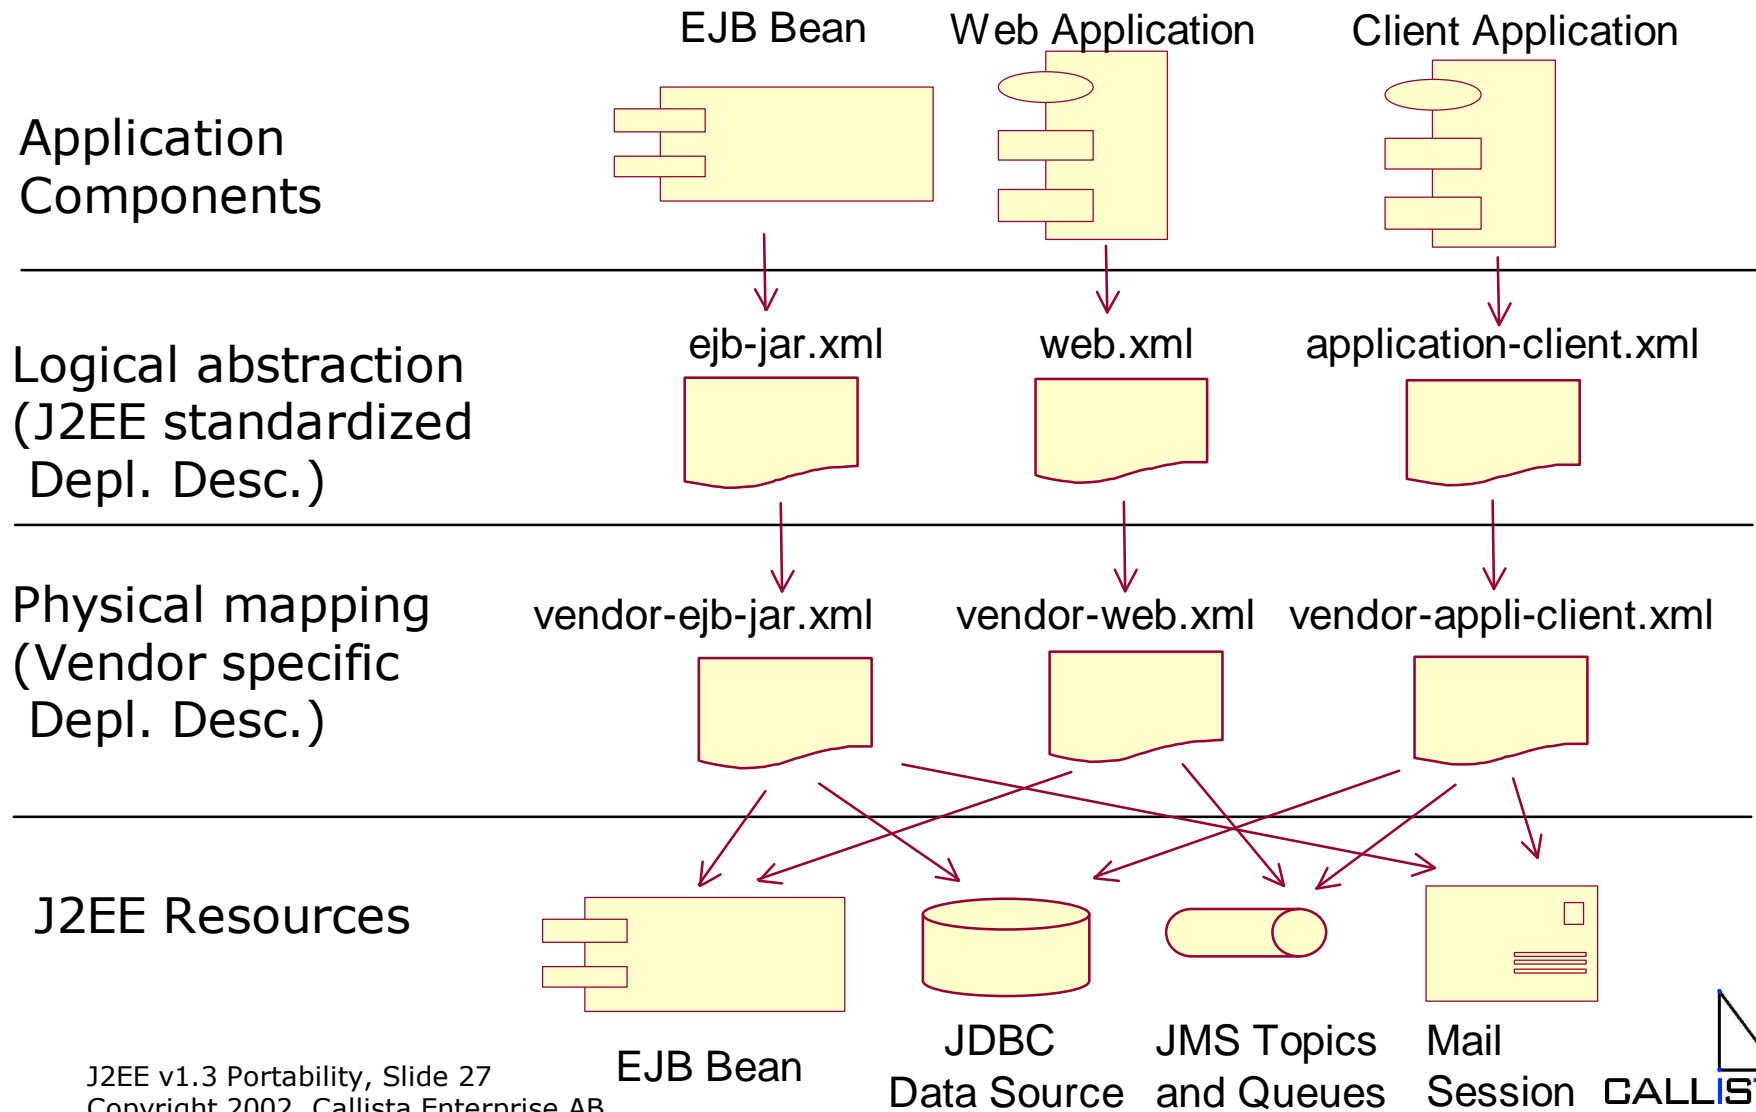 EJB Bean
Web Application
Client Application
Application
Components
ejb-jar.xml
web.xml
application-client.xml
Logical abstraction
(J2EE standardized
Depl. Desc.)
Physical mapping
(Vendor specific
Depl. Desc.)
vendor-ejb-jar.xml
vendor-web.xml
vendor-appli-client.xml
J2EE Resources
EJB Bean
JDBC
Data Source
JMS Topics
and Queues
Mail
Session
J2EE v1.3 Portability, Slide 27
Copyright 2002, Callista Enterprise AB